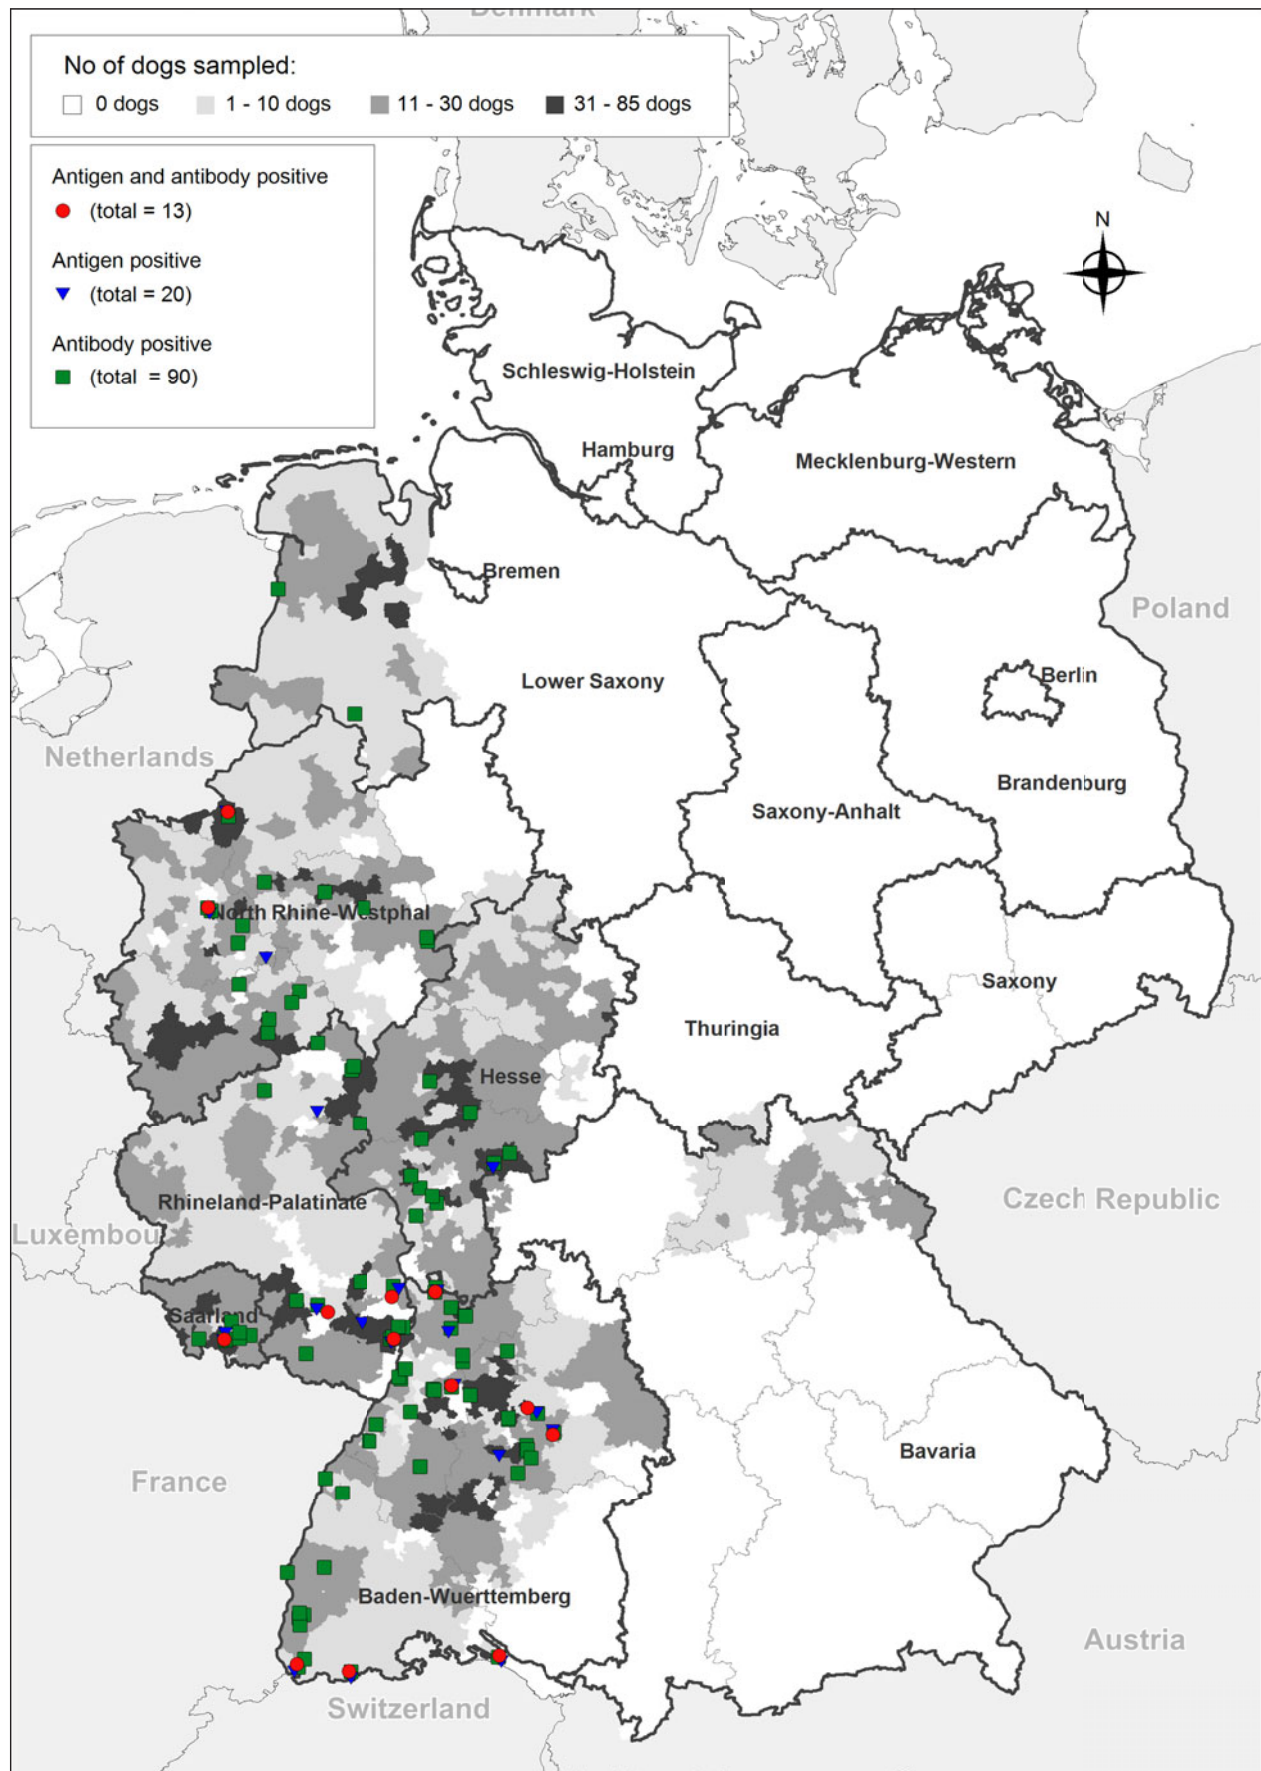 Denmark
No of dogs sampled:
0 dogs
1 - 10 dogs
11 - 30 dogs
31 - 85 dogs
Antigen and antibody positive
(total = 13)
Antigen positive
(total = 20)
Antibody positive
(total = 90)
N
Schleswig-Holstein
Hamburg
Mecklenburg-Western
Bremen
Poland
Lower Saxony
Berlin
Netherlands
Brandenburg
Saxony-Anhalt
North Rhine-Westphal
Saxony
Thuringia
Hesse
Rhineland-Palatinate
Czech Republic
Luxembou
Saarland
France
Bavaria
Baden-Wuerttemberg
Austria
Switzerland